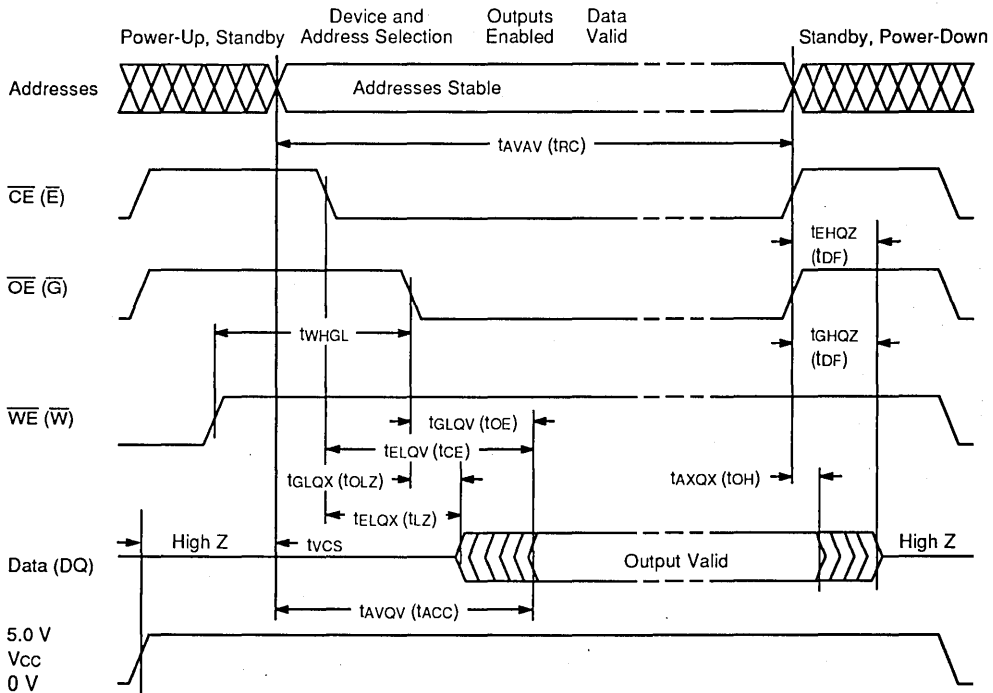 Power-Up, Standby
Device and
Address Selection
Outputs
Enabled
Data
Valid
Standby, Power-Down
Addresses
Addresses Stable
tAVAV (tRC)
CE (E)
tEHQZ
(tDF)
OE (G)
tWHGL
tGHQZ
(tDF)
WE (W)
tGLQV (tOE)
tELQV (tCE)
tGLQX (tOLZ)
tAXQX (tOH)
tELQX (tLZ)
High Z
tVCS
Data (DQ)
Output Valid
High Z
tAVQV (tACC)
5.0 V
VCC
0 V